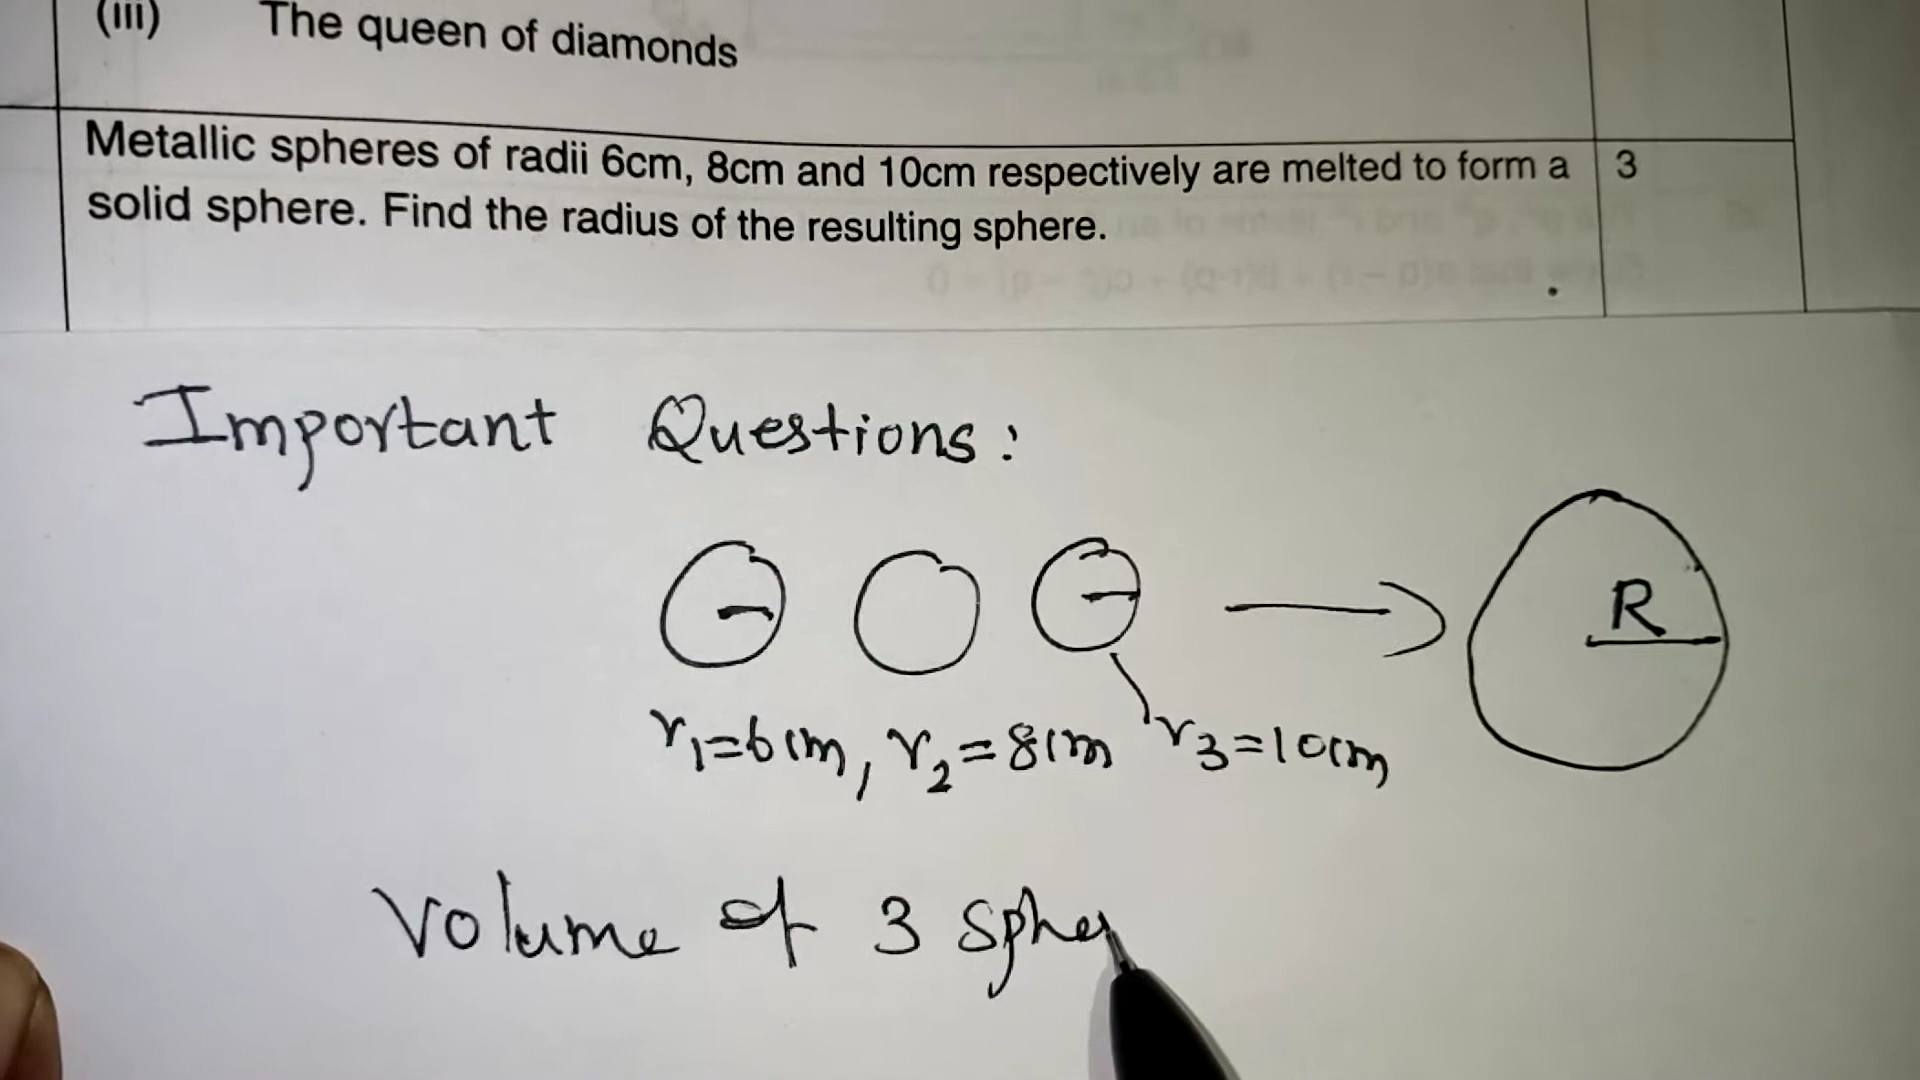 (iii) The queen of diamonds
Metallic spheres of radii 6cm, 8cm and 10cm respectively are melted to form a 3
solid sphere. Find the radius of the resulting sphere.
Important Questions:
R
r₁=6cm, r₂=8cm r₃=10cm
Volume of 3 spher